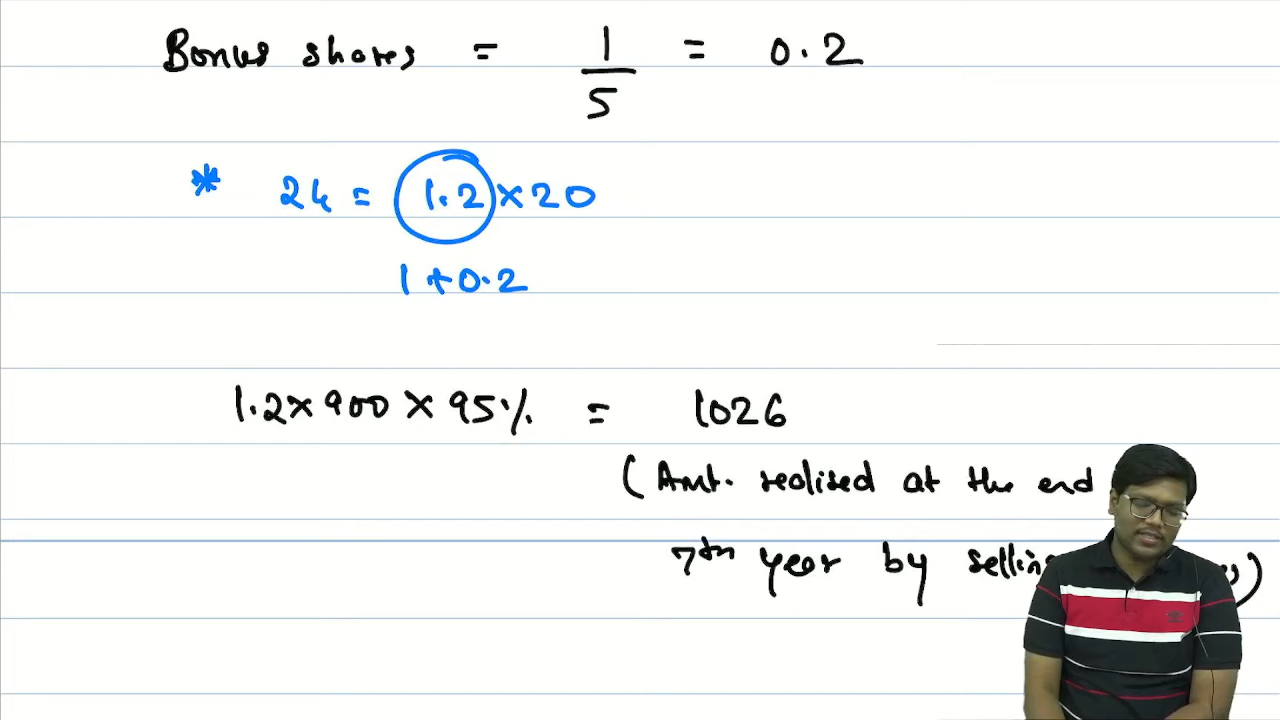 Bonus shares = 1/5 = 0.2
* 24 = 1.2 × 20
1 + 0.2
1.2 × 900 × 95% = 1026
(Amt. realised at the end
7th year by selling